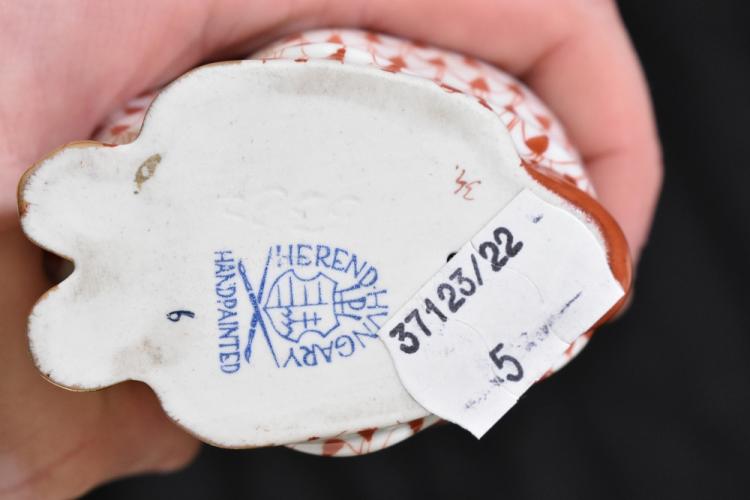 HEREND HUNGARY
HANDPAINTED
6
37123/22
5